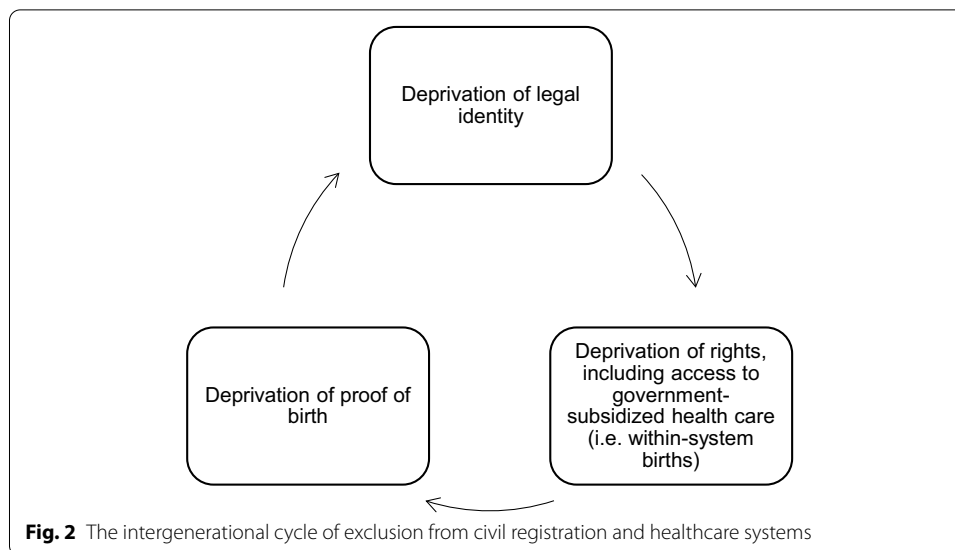 Deprivation of legal
identity
Deprivation of proof of
birth
Deprivation of rights,
including access to
government-
subsidized health care
(i.e. within-system
births)
Fig. 2 The intergenerational cycle of exclusion from civil registration and healthcare systems